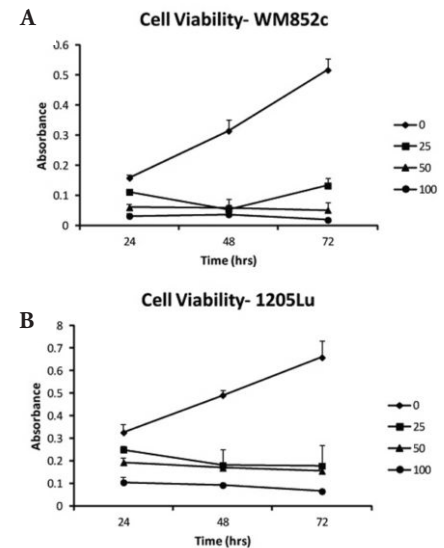 A
Cell Viability- WM852c
Absorbance
0.6
0.5
0.4
0.3
0.2
0.1
0
24 48 72
Time (hrs)
0
25
50
100
B
Cell Viability- 1205Lu
Absorbance
8
0.7
0.6
0.5
0.4
0.3
0.2
0.1
0
24 48 72
Time (hrs)
0
25
50
100